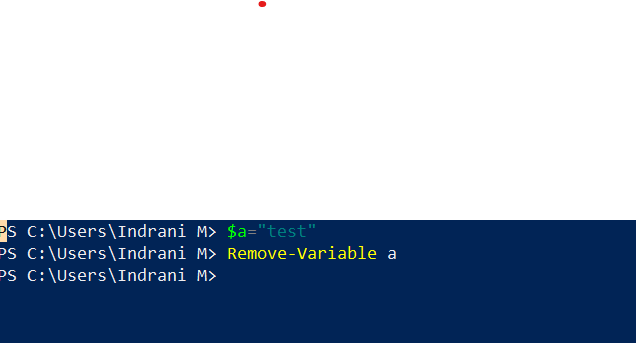 PS C:\Users\Indrani M> $a="test"
PS C:\Users\Indrani M> Remove-Variable a
PS C:\Users\Indrani M>